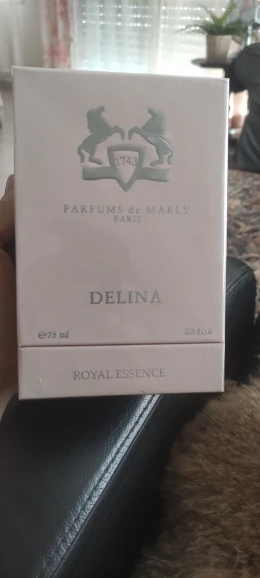 1743
PARFUMS de MARLY
PARIS
DELINA
℮75 ml 2.5 fl.oz
ROYAL ESSENCE